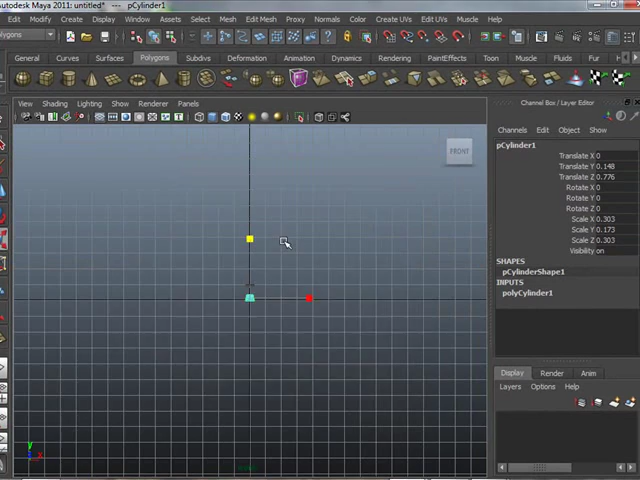 Autodesk Maya 2011: untitled* --- pCylinder1
Edit Modify Create Display Window Assets Select Mesh Edit Mesh Proxy Normals Color Create UVs Edit UVs Muscle Help
Polygons
General Curves Surfaces Polygons Subdivs Deformation Animation Dynamics Rendering PaintEffects Toon Muscle Fluids Fur
View Shading Lighting Show Renderer Panels
Channel Box / Layer Editor
Channels Edit Object Show
FRONT
pCylinder1
Translate X 0
Translate Y 0.148
Translate Z 0.776
Rotate X 0
Rotate Y 0
Rotate Z 0
Scale X 0.303
Scale Y 0.173
Scale Z 0.303
Visibility on
SHAPES
pCylinderShape1
INPUTS
polyCylinder1
Display Render Anim
Layers Options Help
y
z x